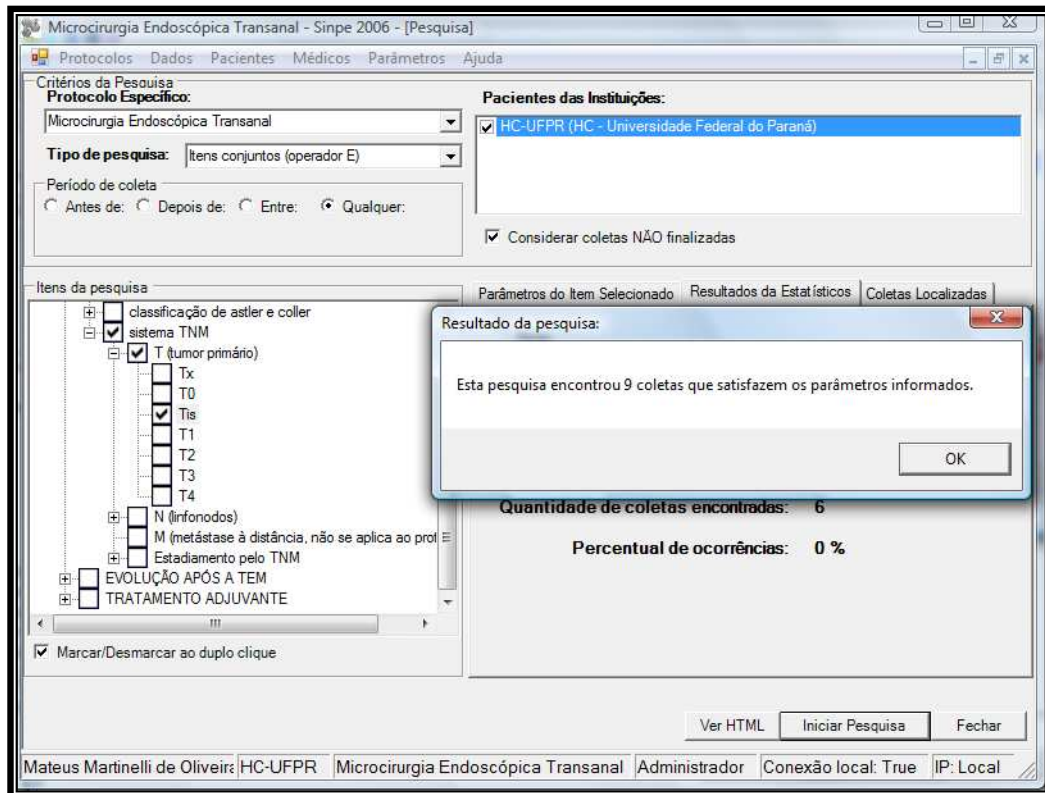 Microcirurgia Endoscópica Transanal - Sinpe 2006 - [Pesquisa]
Protocolos Dados Pacientes Médicos Parâmetros Ajuda
Critérios da Pesquisa
Protocolo Específico:
Microcirurgia Endoscópica Transanal
Tipo de pesquisa: Itens conjuntos (operador E)
Período de coleta
Antes de: Depois de: Entre: Qualquer:
Pacientes das Instituições:
HC-UFPR (HC - Universidade Federal do Paraná)
Considerar coletas NÃO finalizadas
Itens da pesquisa
classificação de astler e coller
sistema TNM
T (tumor primário)
Tx
T0
Tis
T1
T2
T3
T4
N (linfonodos)
M (metástase à distância, não se aplica ao prot
Estadiamento pelo TNM
EVOLUÇÃO APÓS A TEM
TRATAMENTO ADJUVANTE
Marcar/Desmarcar ao duplo clique
Parâmetros do Item Selecionado Resultados da Estatísticos Coletas Localizadas
Resultado da pesquisa:
Esta pesquisa encontrou 9 coletas que satisfazem os parâmetros informados.
OK
Quantidade de coletas encontradas: 6
Percentual de ocorrências: 0 %
Ver HTML Iniciar Pesquisa Fechar
Mateus Martinelli de Oliveira HC-UFPR Microcirurgia Endoscópica Transanal Administrador Conexão local: True IP: Local